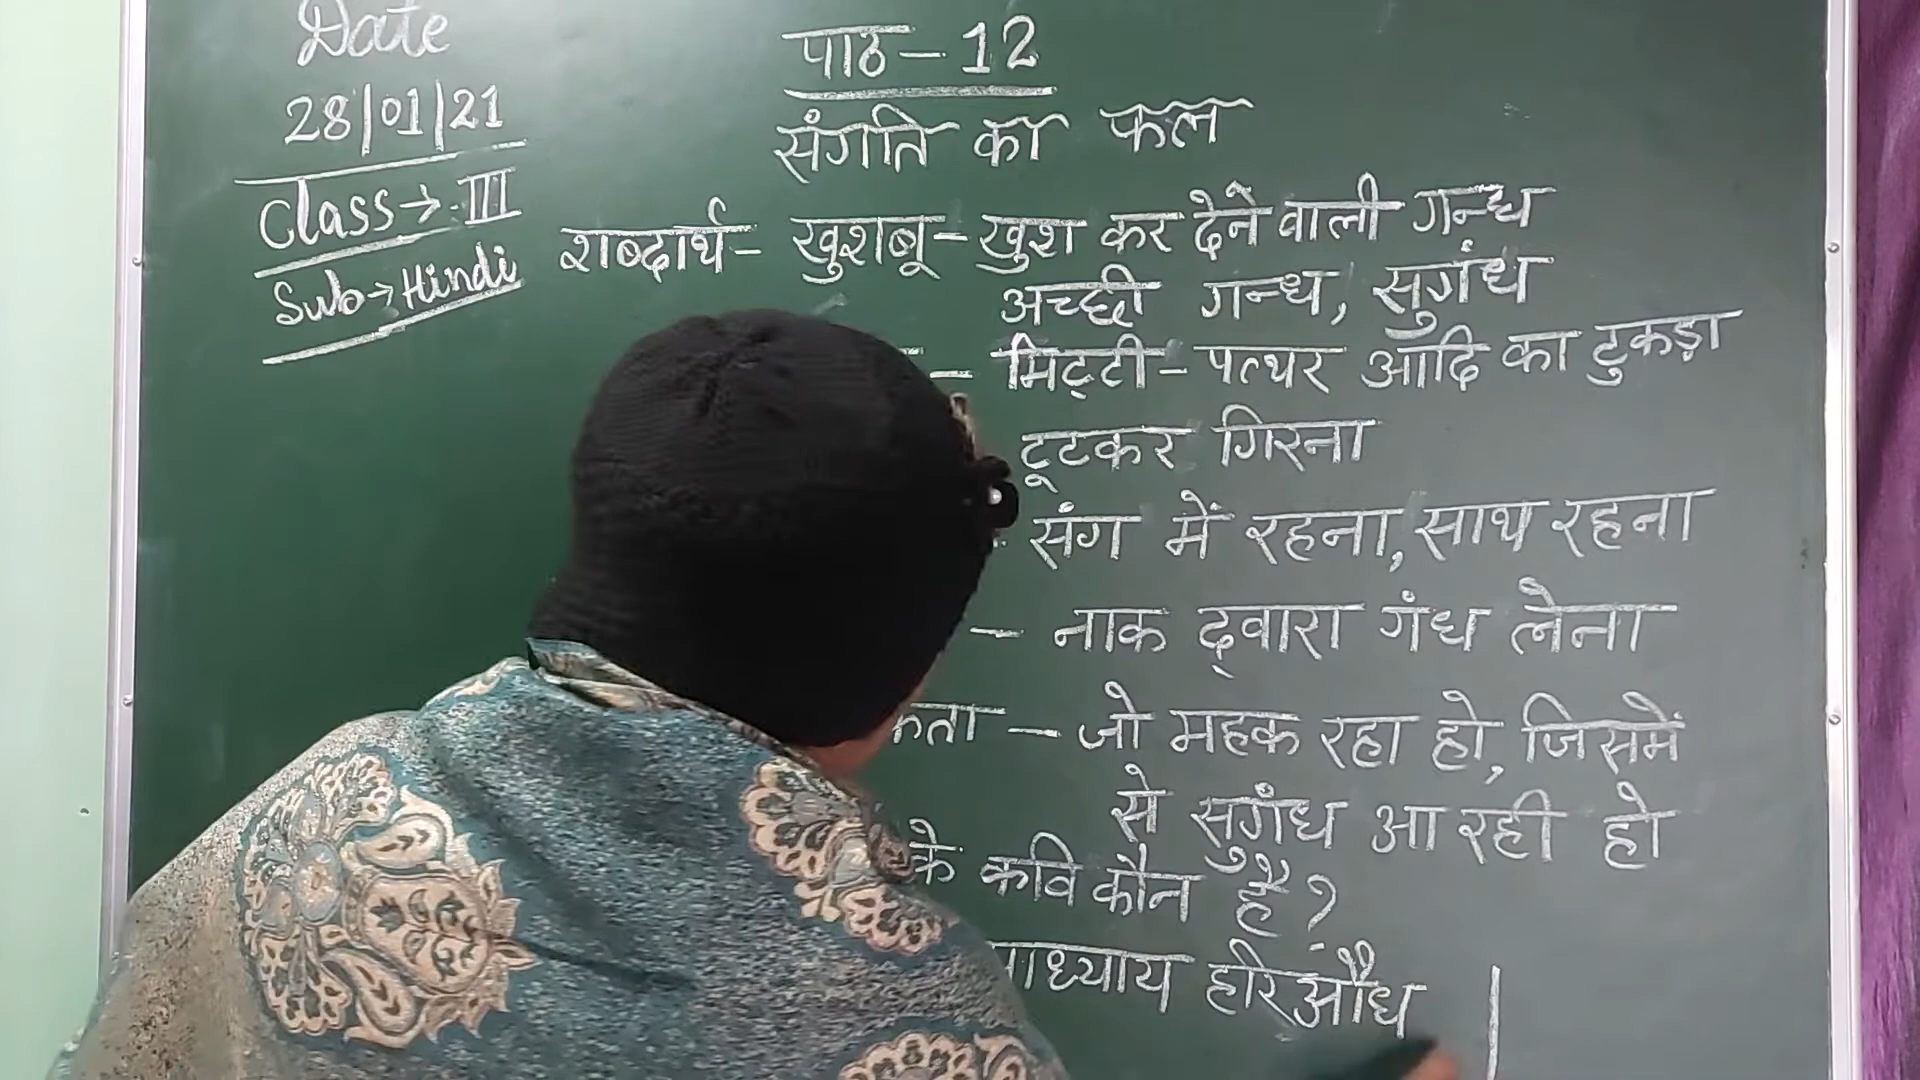 Date
28/01/21
Class→III
Sub→Hindi
पाठ-12
संगति का फल
शब्दार्थ- खुशबू-खुश कर देने वाली गन्ध
अच्छी गन्ध, सुगंध
- मिट्टी-पत्थर आदि का टुकड़ा
टूटकर गिरना
संग में रहना, साथ रहना
- नाक द्वारा गंध लेना
- जो महक रहा हो, जिसमें
से सुगंध आ रही हो
के कवि कौन है?
हरिऔध